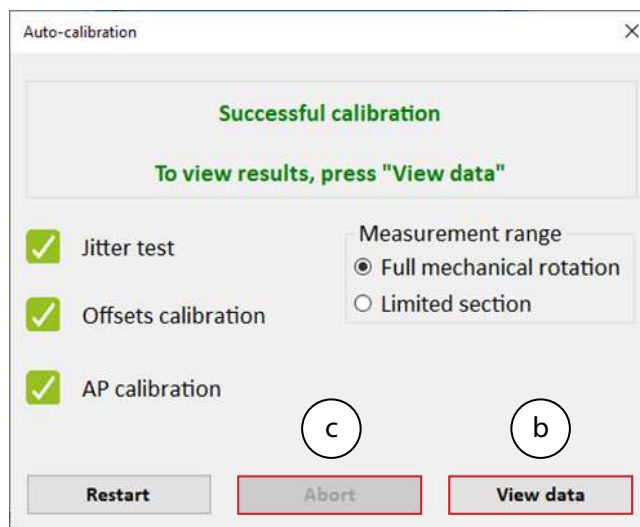 Auto-calibration
Successful calibration
To view results, press "View data"
Jitter test
Offsets calibration
AP calibration
Measurement range
Full mechanical rotation
Limited section
c
b
Restart
Abort
View data